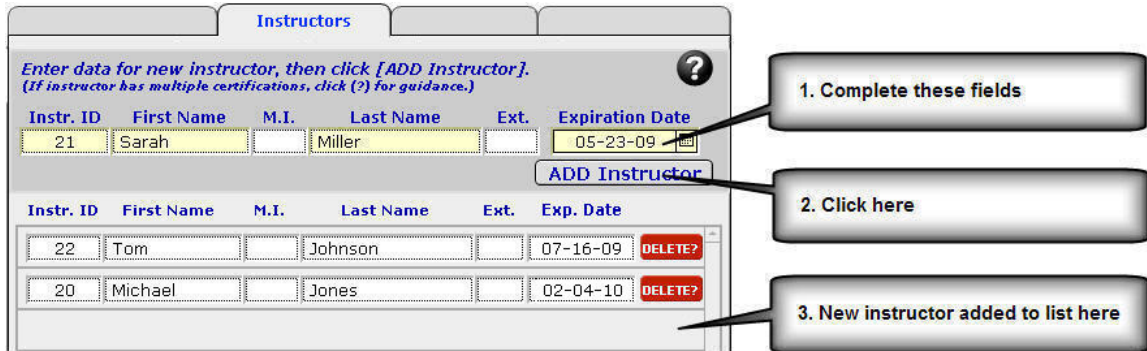 Instructors
Enter data for new instructor, then click [ADD Instructor].
(If instructor has multiple certifications, click (?) for guidance.)
?
Instr. ID First Name M.I. Last Name Ext. Expiration Date
21 Sarah Miller 05-23-09
ADD Instructor
Instr. ID First Name M.I. Last Name Ext. Exp. Date
22 Tom Johnson 07-16-09 DELETE?
20 Michael Jones 02-04-10 DELETE?
1. Complete these fields
2. Click here
3. New instructor added to list here